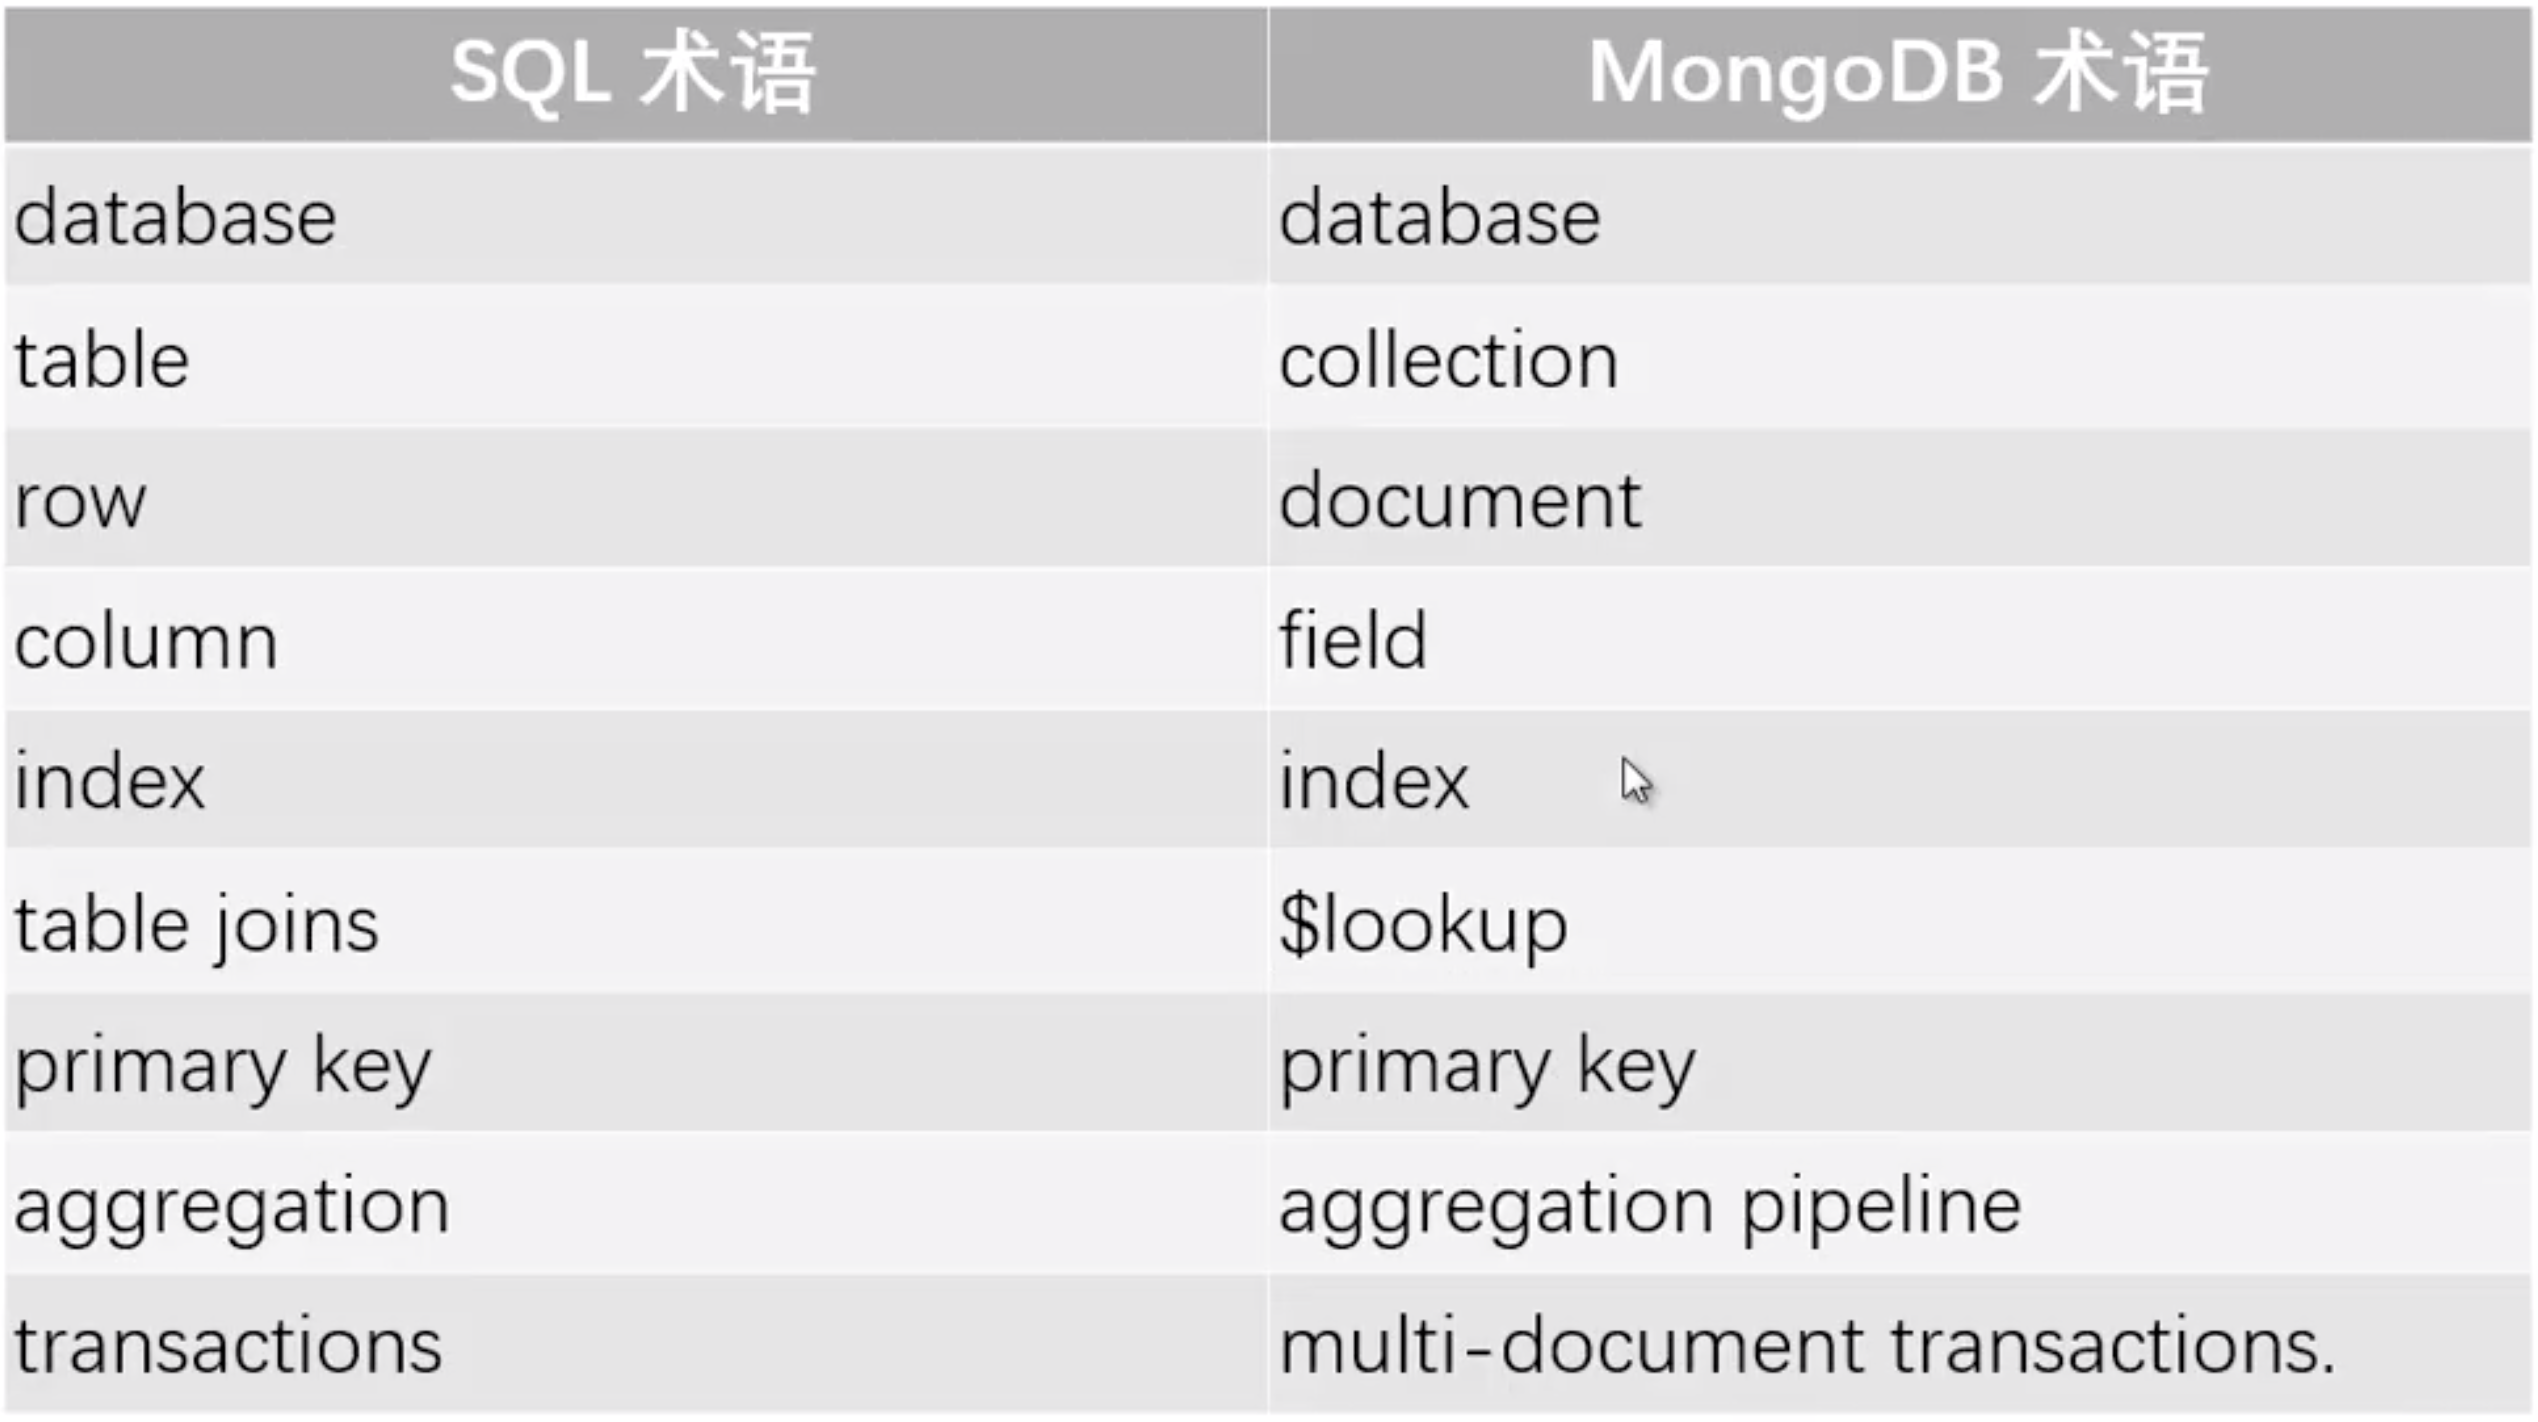 SQL 术语 MongoDB 术语
database database
table collection
row document
column field
index index
table joins $lookup
primary key primary key
aggregation aggregation pipeline
transactions multi-document transactions.